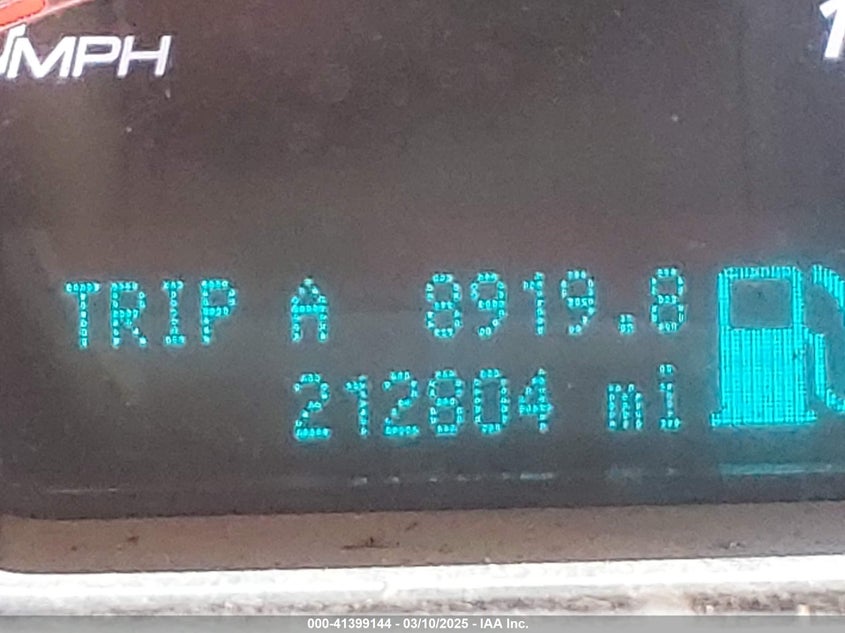 MPH
TRIP A 8919.8
212804 mi
000-41399144 - 03/10/2025 - IAA Inc.